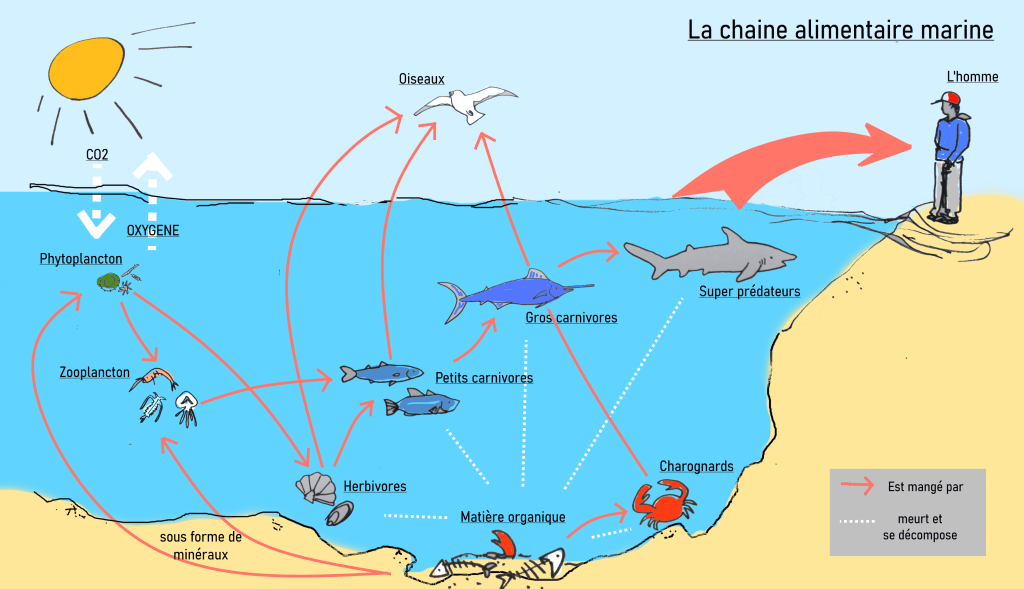 La chaine alimentaire marine
Oiseaux
L'homme
CO2
OXYGENE
Phytoplancton
Super prédateurs
Gros carnivores
Zooplancton
Petits carnivores
Charognards
Herbivores
Est mangé par
Matière organique
meurt et
se décompose
sous forme de
minéraux